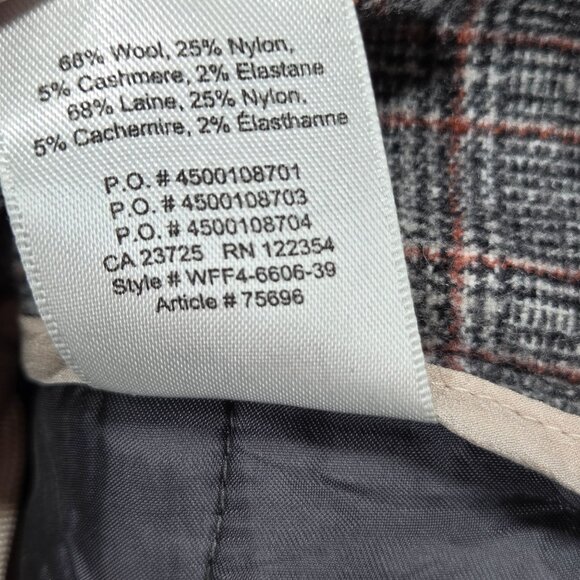 68% Wool, 25% Nylon,
5% Cashmere, 2% Elastane
68% Laine, 25% Nylon,
5% Cachemire, 2% Élasthanne
P.O. # 4500108701
P.O. # 4500108703
P.O. # 4500108704
CA 23725 RN 122354
Style # WFF4-6606-39
Article # 75696